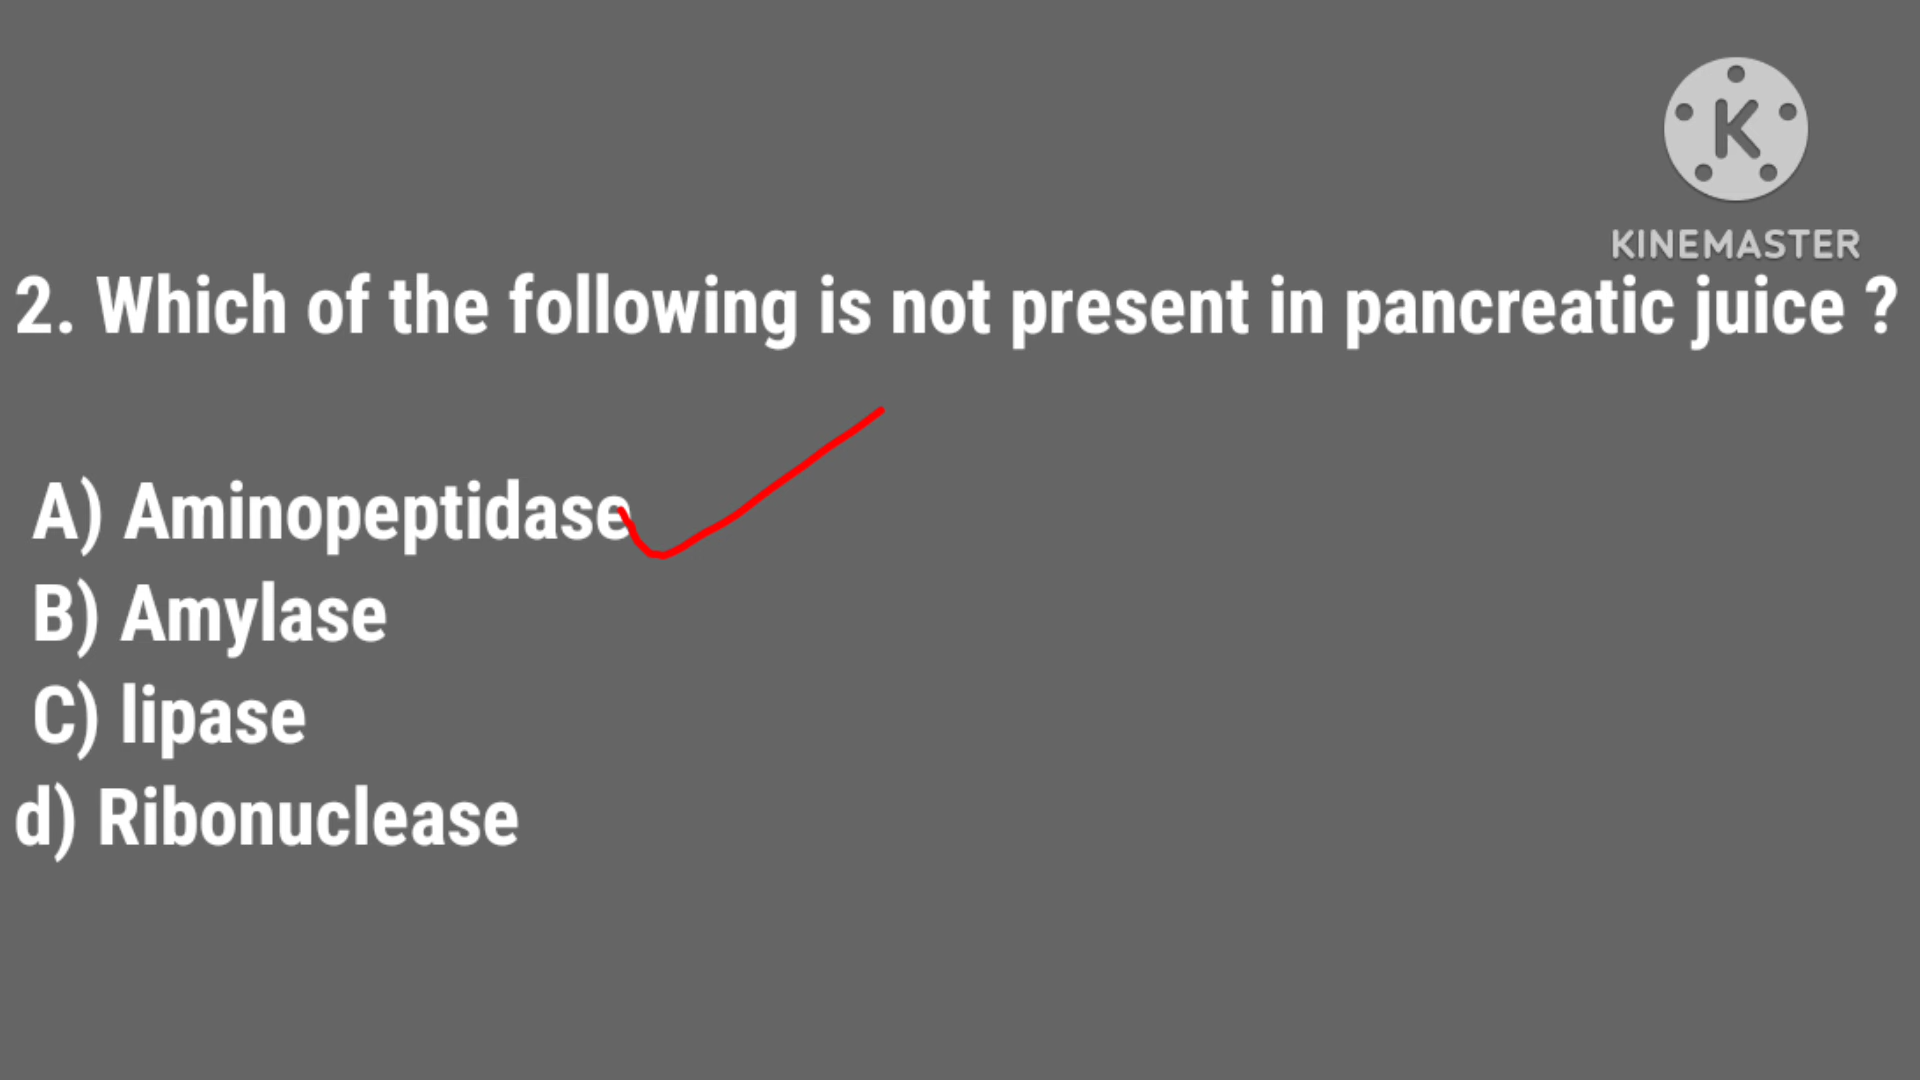 K
KINEMASTER
2. Which of the following is not present in pancreatic juice ?
A) Aminopeptidase
B) Amylase
C) lipase
d) Ribonuclease